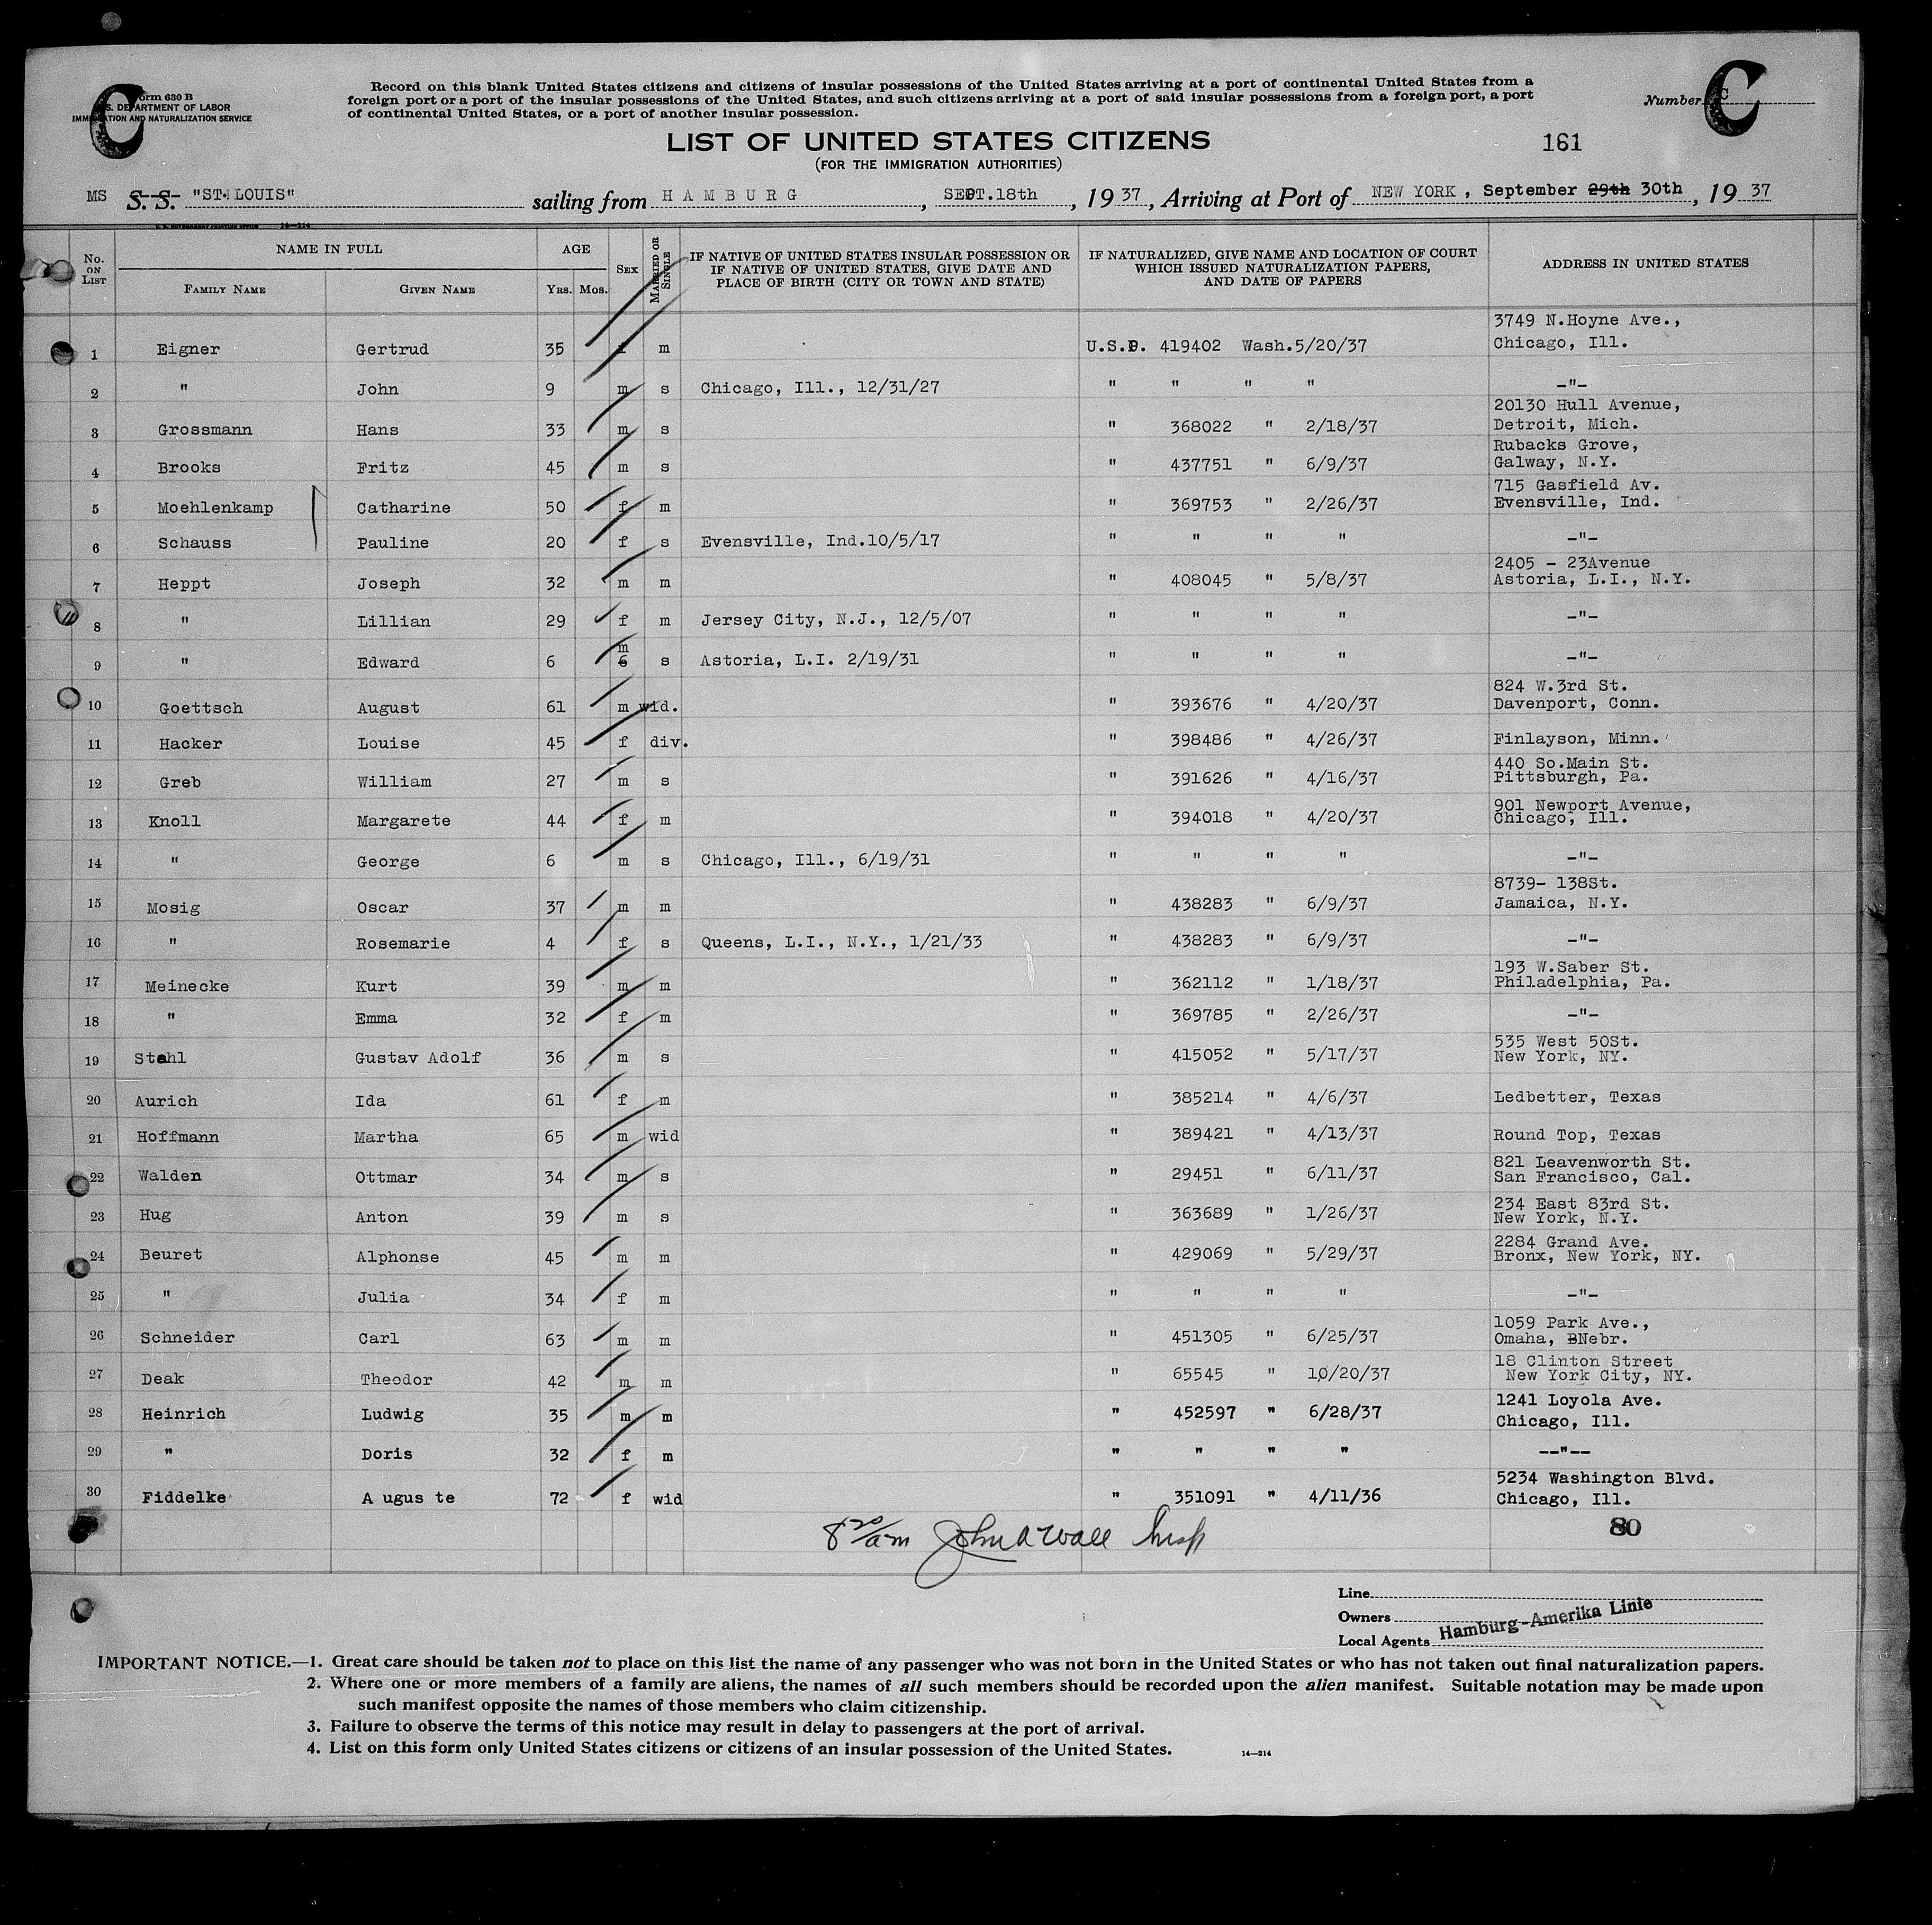 Form 630 B
U.S. DEPARTMENT OF LABOR
IMMIGRATION AND NATURALIZATION SERVICE
C
Record on this blank United States citizens and citizens of insular possessions of the United States arriving at a port of continental United States from a
foreign port or a port of the insular possessions of the United States, and such citizens arriving at a port of said insular possessions from a foreign port, a port
of continental United States, or a port of another insular possession.
Number C
C
LIST OF UNITED STATES CITIZENS
(FOR THE IMMIGRATION AUTHORITIES)
161
MS S. S. "ST. LOUIS" sailing from HAMBURG, SEPT.18th, 1937, Arriving at Port of NEW YORK, September 29th 30th, 1937
14—214
No. ON LIST NAME IN FULL AGE SEX MARRIED OR SINGLE IF NATIVE OF UNITED STATES INSULAR POSSESSION OR IF NATIVE OF UNITED STATES, GIVE DATE AND PLACE OF BIRTH (CITY OR TOWN AND STATE) IF NATURALIZED, GIVE NAME AND LOCATION OF COURT WHICH ISSUED NATURALIZATION PAPERS, AND DATE OF PAPERS ADDRESS IN UNITED STATES
FAMILY NAME GIVEN NAME YRS. MOS.
1 Eigner Gertrud 35 f m U.S.P. 419402 Wash.5/20/37 3749 N.Hoyne Ave., Chicago, Ill.
2 " John 9 m s Chicago, Ill., 12/31/27 " " " " -"-
3 Grossmann Hans 33 m s " 368022 " 2/18/37 20130 Hull Avenue, Detroit, Mich.
4 Brooks Fritz 45 m s " 437751 " 6/9/37 Rubacks Grove, Galway, N.Y.
5 Moehlenkamp Catharine 50 f m " 369753 " 2/26/37 715 Gasfield Av. Evensville, Ind.
6 Schauss Pauline 20 f s Evensville, Ind.10/5/17 " " " " -"-
7 Heppt Joseph 32 m m " 408045 " 5/8/37 2405 - 23Avenue Astoria, L.I., N.Y.
8 " Lillian 29 f m Jersey City, N.J., 12/5/07 " " " " -"-
9 " Edward 6 m 6 s Astoria, L.I. 2/19/31 " " " " -"-
10 Goettsch August 61 m wid. " 393676 " 4/20/37 824 W.3rd St. Davenport, Conn.
11 Hacker Louise 45 f div. " 398486 " 4/26/37 Finlayson, Minn.
12 Greb William 27 m s " 391626 " 4/16/37 440 So.Main St. Pittsburgh, Pa.
13 Knoll Margarete 44 f m " 394018 " 4/20/37 901 Newport Avenue, Chicago, Ill.
14 " George 6 m s Chicago, Ill., 6/19/31 " " " " -"-
15 Mosig Oscar 37 m m " 438283 " 6/9/37 8739- 138St. Jamaica, N.Y.
16 " Rosemarie 4 f s Queens, L.I., N.Y., 1/21/33 " 438283 " 6/9/37 -"-
17 Meinecke Kurt 39 m m " 362112 " 1/18/37 193 W.Saber St. Philadelphia, Pa.
18 " Emma 32 f m " 369785 " 2/26/37 -"-
19 Stahl Gustav Adolf 36 m s " 415052 " 5/17/37 535 West 50St. New York, NY.
20 Aurich Ida 61 f m " 385214 " 4/6/37 Ledbetter, Texas
21 Hoffmann Martha 65 m wid " 389421 " 4/13/37 Round Top, Texas
22 Walden Ottmar 34 m s " 29451 " 6/11/37 821 Leavenworth St. San Francisco, Cal.
23 Hug Anton 39 m s " 363689 " 1/26/37 234 East 83rd St. New York, N.Y.
24 Beuret Alphonse 45 m m " 429069 " 5/29/37 2284 Grand Ave. Bronx, New York, NY.
25 " Julia 34 f m " " " " -"-
26 Schneider Carl 63 m m " 451305 " 6/25/37 1059 Park Ave., Omaha, BNebr.
27 Deak Theodor 42 m m " 65545 " 10/20/37 18 Clinton Street New York City, NY.
28 Heinrich Ludwig 35 m m " 452597 " 6/28/37 1241 Loyola Ave. Chicago, Ill.
29 " Doris 32 f m " " " " --"--
30 Fiddelke A ugus te 72 f wid " 351091 " 4/11/36 5234 Washington Blvd. Chicago, Ill.
8 20/am John A Wall Insp
80
Line
Owners
Local Agents Hamburg-Amerika Linie
IMPORTANT NOTICE.—1. Great care should be taken not to place on this list the name of any passenger who was not born in the United States or who has not taken out final naturalization papers.
2. Where one or more members of a family are aliens, the names of all such members should be recorded upon the alien manifest. Suitable notation may be made upon
such manifest opposite the names of those members who claim citizenship.
3. Failure to observe the terms of this notice may result in delay to passengers at the port of arrival.
4. List on this form only United States citizens or citizens of an insular possession of the United States. 14—214